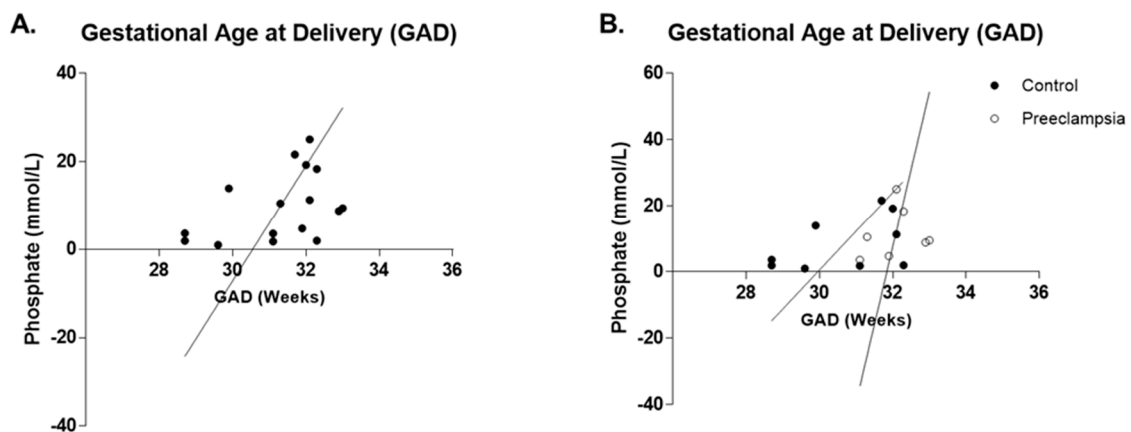 A.
Gestational Age at Delivery (GAD)
Phosphate (mmol/L)
40
20
0
-20
-40
28
30
32
34
36
GAD (Weeks)
B.
Gestational Age at Delivery (GAD)
Phosphate (mmol/L)
60
40
20
0
-20
-40
28
30
32
34
36
GAD (Weeks)
Control
Preeclampsia